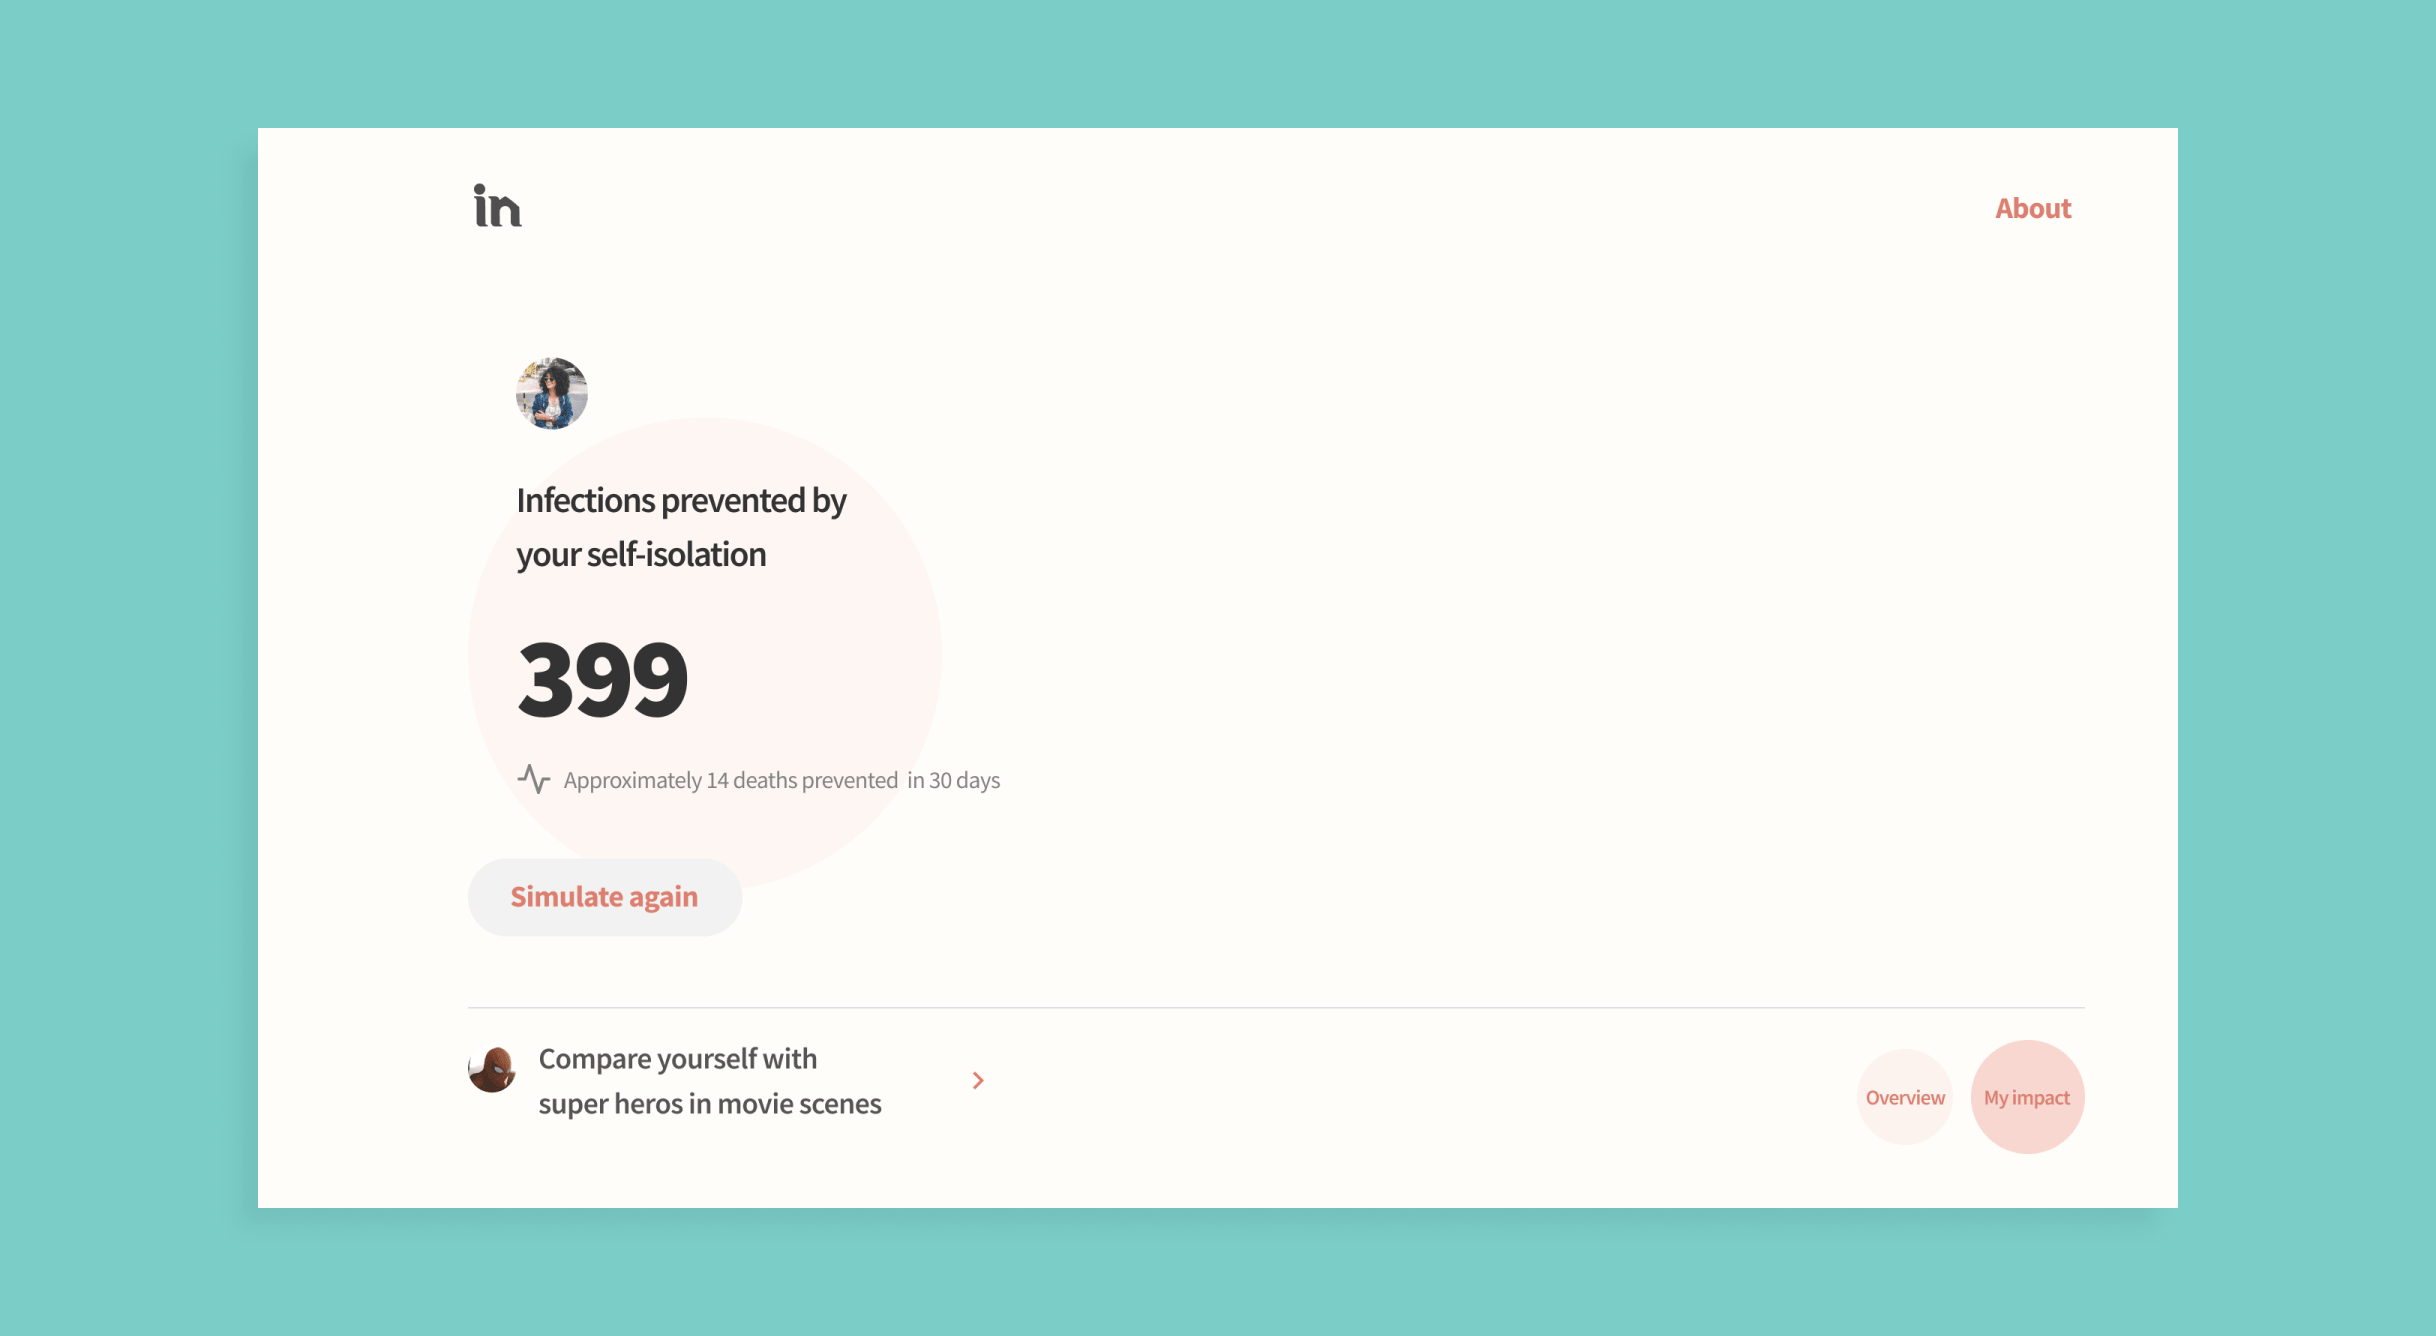 in
About
Infections prevented by
your self-isolation
399
Approximately 14 deaths prevented in 30 days
Simulate again
Compare yourself with
super heros in movie scenes
Overview
My impact